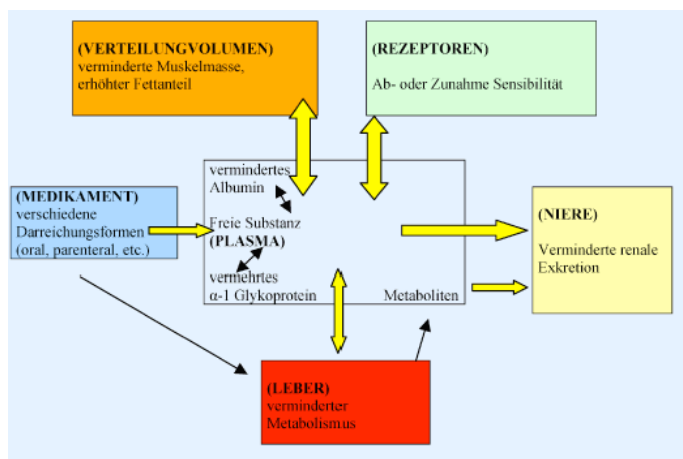 (VERTEILUNGVOLUMEN)
verminderte Muskelmasse,
erhöhter Fettanteil
(REZEPTOREN)
Ab- oder Zunahme Sensibilität
vermindertes
Albumin
(MEDIKAMENT)
verschiedene
Darreichungsformen
(oral, parenteral, etc.)
Freie Substanz
(PLASMA)
vermehrtes
α-1 Glykoprotein
Metaboliten
(NIERE)
Verminderte renale
Exkretion
(LEBER)
verminderter
Metabolismus